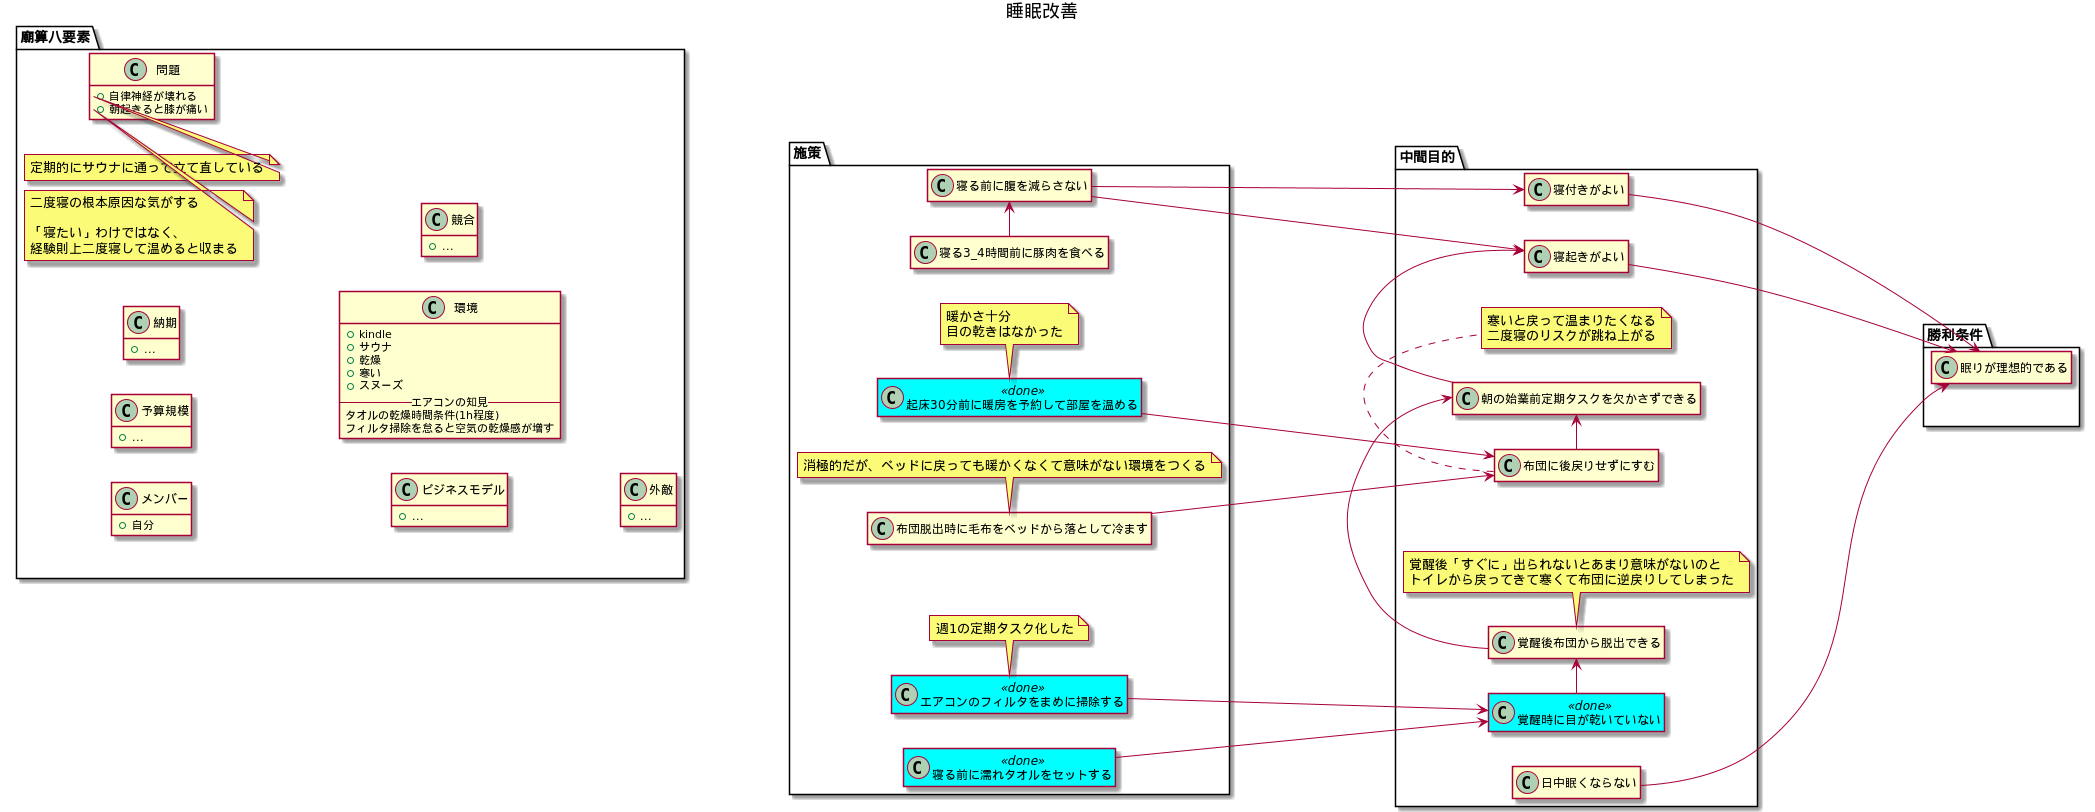 睡眠改善
廟算八要素
C 問題
自律神経が壊れる
朝起きると膝が痛い
定期的にサウナに通って立て直している
二度寝の根本原因な気がする
「寝たい」わけではなく、
経験則上二度寝して温めると収まる
C 競合
...
C 納期
...
C 環境
kindle
サウナ
乾燥
寒い
スヌーズ
エアコンの知見
タオルの乾燥時間条件(1h程度)
フィルタ掃除を怠ると空気の乾燥感が増す
C 予算規模
...
C メンバー
自分
C ビジネスモデル
...
C 外敵
...
施策
C 寝る前に腹を減らさない
C 寝る3_4時間前に豚肉を食べる
暖かさ十分
目の乾きはなかった
«done»
C 起床30分前に暖房を予約して部屋を温める
消極的だが、ベッドに戻っても暖かくなくて意味がない環境をつくる
C 布団脱出時に毛布をベッドから落として冷ます
週1の定期タスク化した
«done»
C エアコンのフィルタをまめに掃除する
«done»
C 寝る前に濡れタオルをセットする
中間目的
C 寝付きがよい
C 寝起きがよい
寒いと戻って温まりたくなる
二度寝のリスクが跳ね上がる
C 朝の始業前定期タスクを欠かさずできる
C 布団に後戻りせずにすむ
覚醒後「すぐに」出られないとあまり意味がないのと
トイレから戻ってきて寒くて布団に逆戻りしてしまった
C 覚醒後布団から脱出できる
«done»
C 覚醒時に目が乾いていない
C 日中眠くならない
勝利条件
C 眠りが理想的である